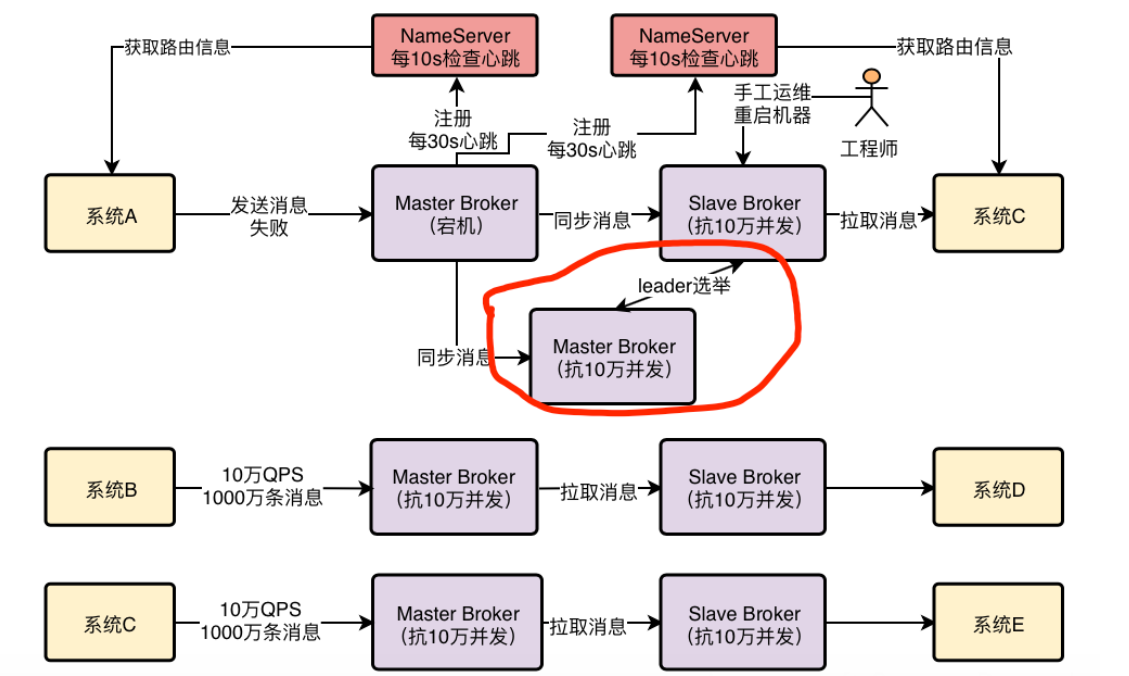 NameServer
每10s检查心跳
NameServer
每10s检查心跳
获取路由信息
获取路由信息
注册
每30s心跳
注册
每30s心跳
手工运维
重启机器
工程师
系统A
发送消息
失败
Master Broker
（宕机）
同步消息
Slave Broker
（抗10万并发）
拉取消息
系统C
leader选举
同步消息
Master Broker
（抗10万并发）
系统B
10万QPS
1000万条消息
Master Broker
（抗10万并发）
拉取消息
Slave Broker
（抗10万并发）
系统D
系统C
10万QPS
1000万条消息
Master Broker
（抗10万并发）
拉取消息
Slave Broker
（抗10万并发）
系统E